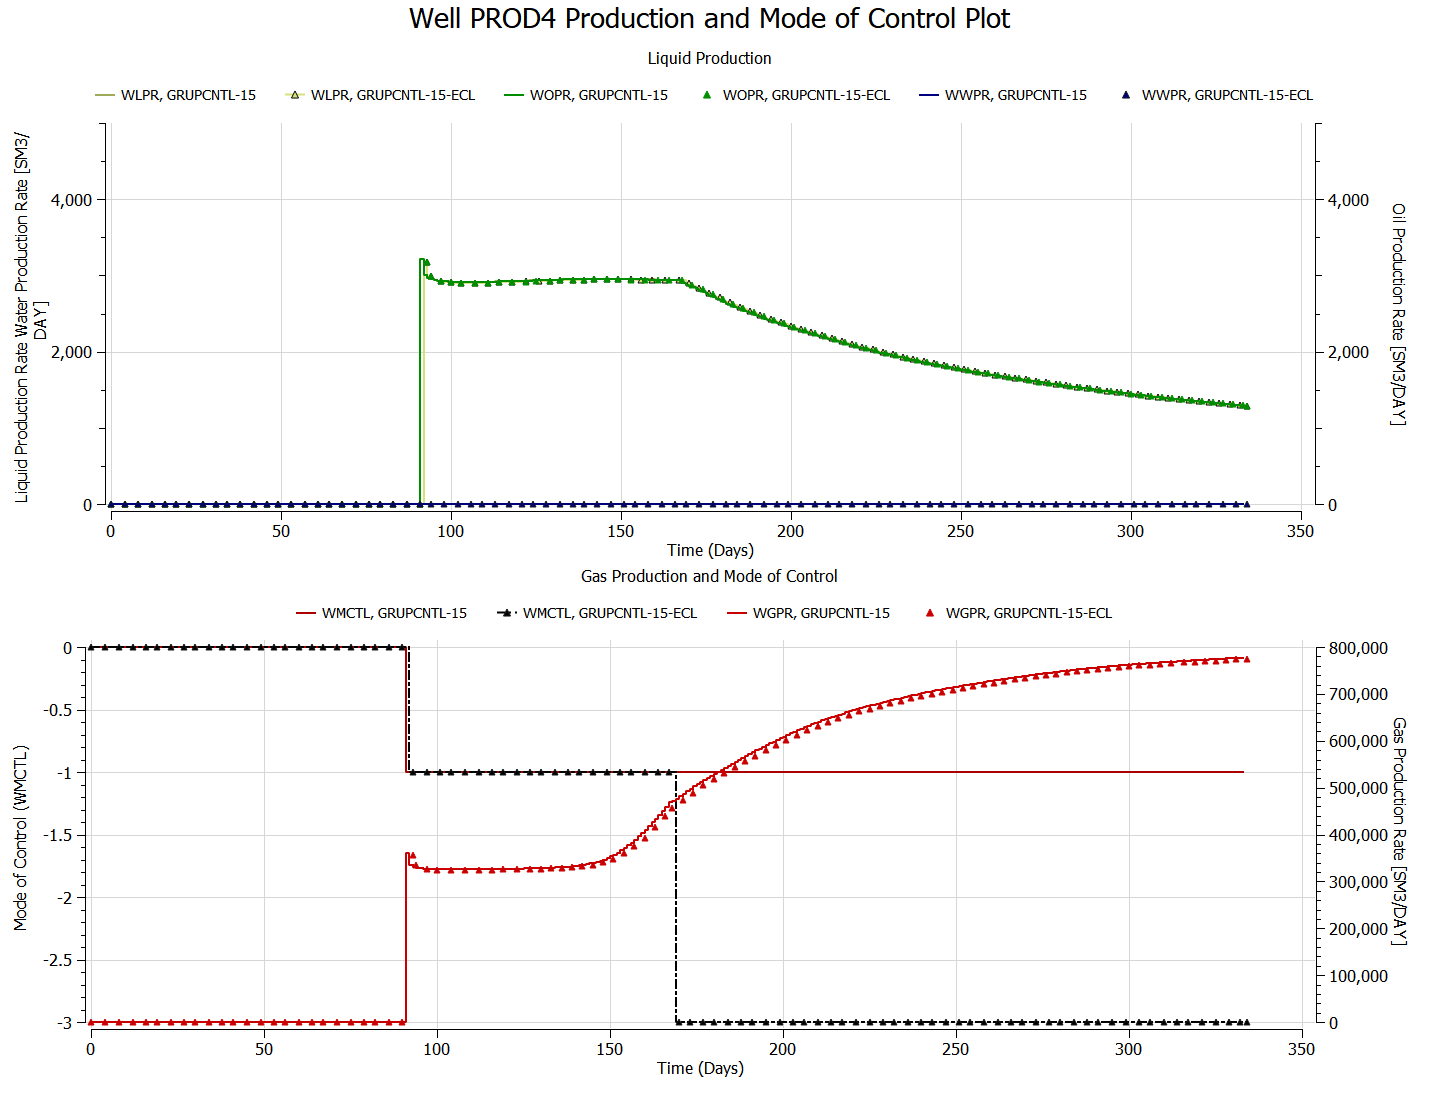 Well PROD4 Production and Mode of Control Plot
Liquid Production
WLPR, GRUPCNTL-15 WLPR, GRUPCNTL-15-ECL WOPR, GRUPCNTL-15 WOPR, GRUPCNTL-15-ECL WWPR, GRUPCNTL-15 WWPR, GRUPCNTL-15-ECL
Liquid Production Rate Water Production Rate [SM3/
DAY]
4,000
2,000
0
4,000
2,000
0
Oil Production Rate [SM3/DAY]
0 50 100 150 200 250 300 350
Time (Days)
Gas Production and Mode of Control
WMCTL, GRUPCNTL-15 WMCTL, GRUPCNTL-15-ECL WGPR, GRUPCNTL-15 WGPR, GRUPCNTL-15-ECL
Mode of Control (WMCTL)
0
-0.5
-1
-1.5
-2
-2.5
-3
800,000
700,000
600,000
500,000
400,000
300,000
200,000
100,000
0
Gas Production Rate [SM3/DAY]
0 50 100 150 200 250 300 350
Time (Days)